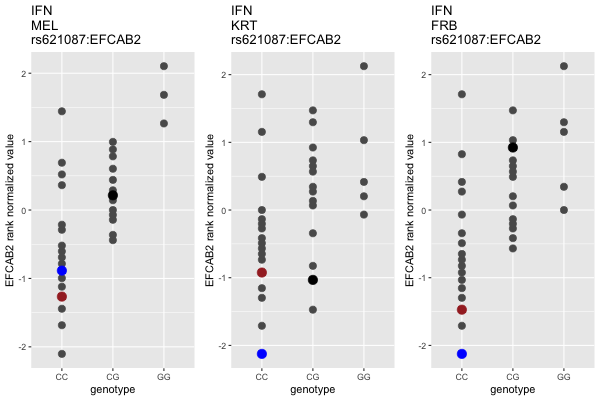 IFN
MEL
rs621087:EFCAB2
EFCAB2 rank normalized value
2
1
0
-1
-2
CC CG GG
genotype
IFN
KRT
rs621087:EFCAB2
EFCAB2 rank normalized value
2
1
0
-1
-2
CC CG GG
genotype
IFN
FRB
rs621087:EFCAB2
EFCAB2 rank normalized value
2
1
0
-1
-2
CC CG GG
genotype